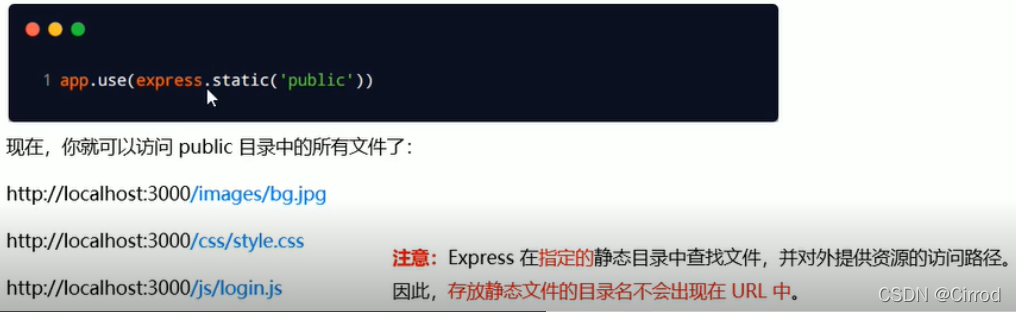 1 app.use(express.static('public'))
现在，你就可以访问 public 目录中的所有文件了：
http://localhost:3000/images/bg.jpg
http://localhost:3000/css/style.css
http://localhost:3000/js/login.js
注意：Express 在指定的静态目录中查找文件，并对外提供资源的访问路径。
因此，存放静态文件的目录名不会出现在 URL 中。
CSDN @Cirrod